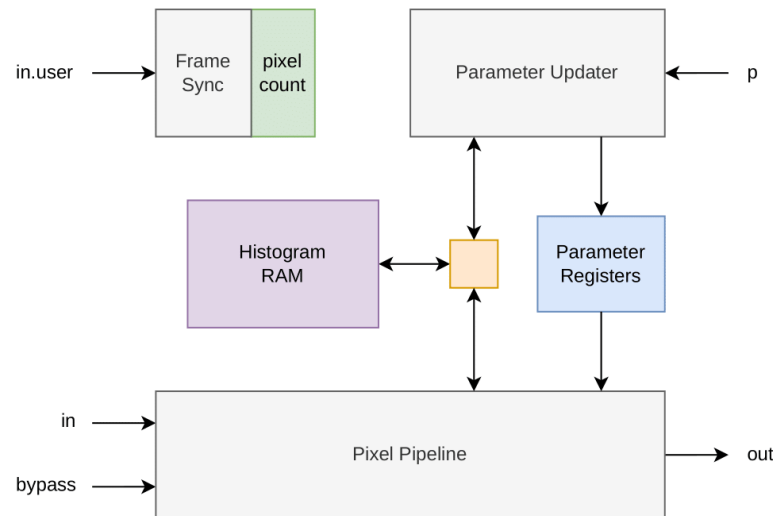 in.user
Frame
Sync
pixel
count
Parameter Updater
p
Histogram
RAM
Parameter
Registers
in
bypass
Pixel Pipeline
out